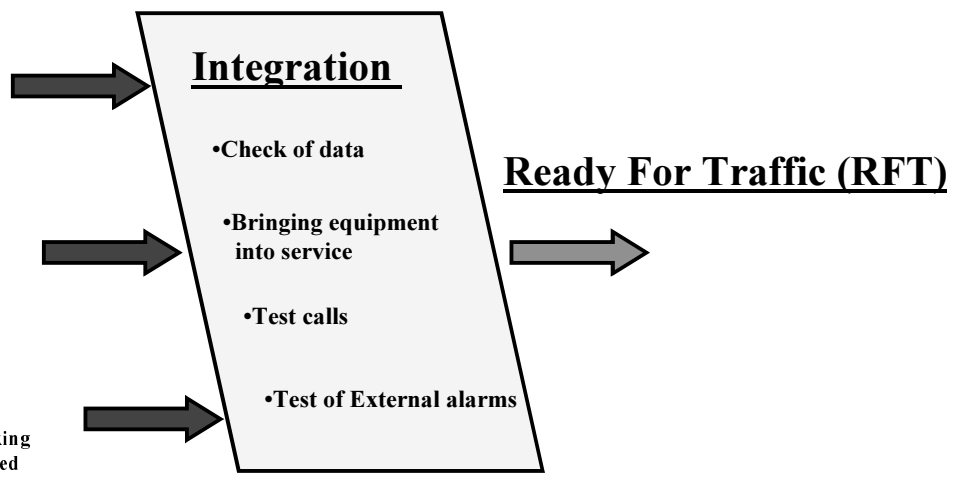 Integration
•Check of data
•Bringing equipment
into service
•Test calls
•Test of External alarms
Ready For Traffic (RFT)